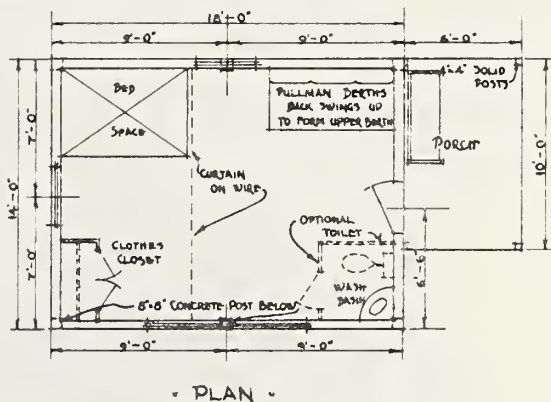 18'-0"
9'-0"
9'-0"
6'-0"
BED
SPACE
PULLMAN BERTHS
BACK SWINGS UP
TO FORM UPPER BERTH
4"x4" SOLID
POSTS
PORCH
7'-0"
14'-0"
7'-0"
10'-0"
CURTAIN
ON WIRE
OPTIONAL
TOILET
CLOTHES
CLOSET
WASH
BASIN
6'-6"
8"x8" CONCRETE POST BELOW
9'-0"
9'-0"
• PLAN •